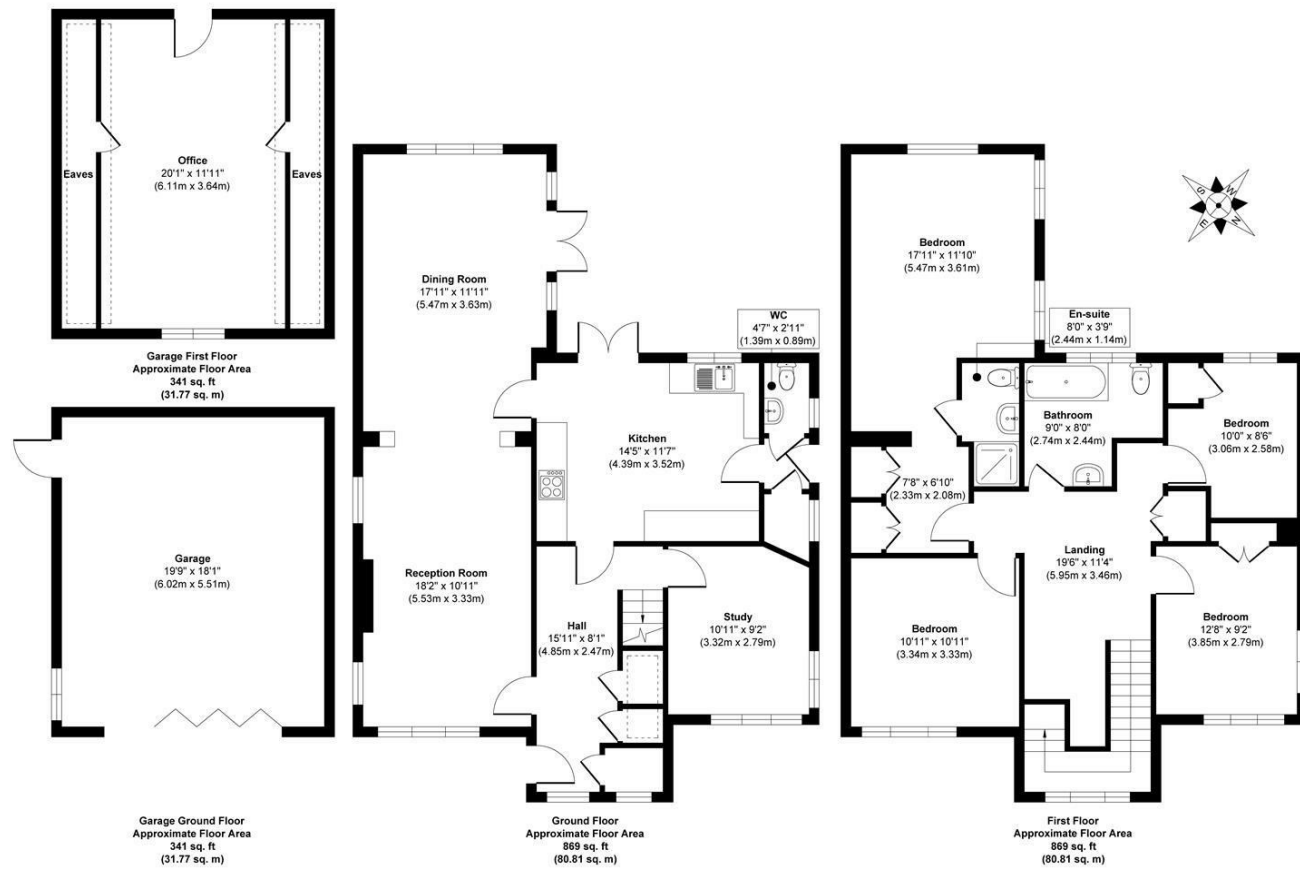 Eaves
Office
20'1" x 11'11"
(6.11m x 3.64m)
Eaves
Garage First Floor
Approximate Floor Area
341 sq. ft
(31.77 sq. m)
Garage
19'9" x 18'1"
(6.02m x 5.51m)
Garage Ground Floor
Approximate Floor Area
341 sq. ft
(31.77 sq. m)
Dining Room
17'11" x 11'11"
(5.47m x 3.63m)
WC
4'7" x 2'11"
(1.39m x 0.89m)
Kitchen
14'5" x 11'7"
(4.39m x 3.52m)
Reception Room
18'2" x 10'11"
(5.53m x 3.33m)
Hall
15'11" x 8'1"
(4.85m x 2.47m)
Study
10'11" x 9'2"
(3.32m x 2.79m)
Ground Floor
Approximate Floor Area
869 sq. ft
(80.81 sq. m)
S
W
E
N
Bedroom
17'11" x 11'10"
(5.47m x 3.61m)
En-suite
8'0" x 3'9"
(2.44m x 1.14m)
Bathroom
9'0" x 8'0"
(2.74m x 2.44m)
Bedroom
10'0" x 8'6"
(3.06m x 2.58m)
7'8" x 6'10"
(2.33m x 2.08m)
Landing
19'6" x 11'4"
(5.95m x 3.46m)
Bedroom
10'11" x 10'11"
(3.34m x 3.33m)
Bedroom
12'8" x 9'2"
(3.85m x 2.79m)
First Floor
Approximate Floor Area
869 sq. ft
(80.81 sq. m)